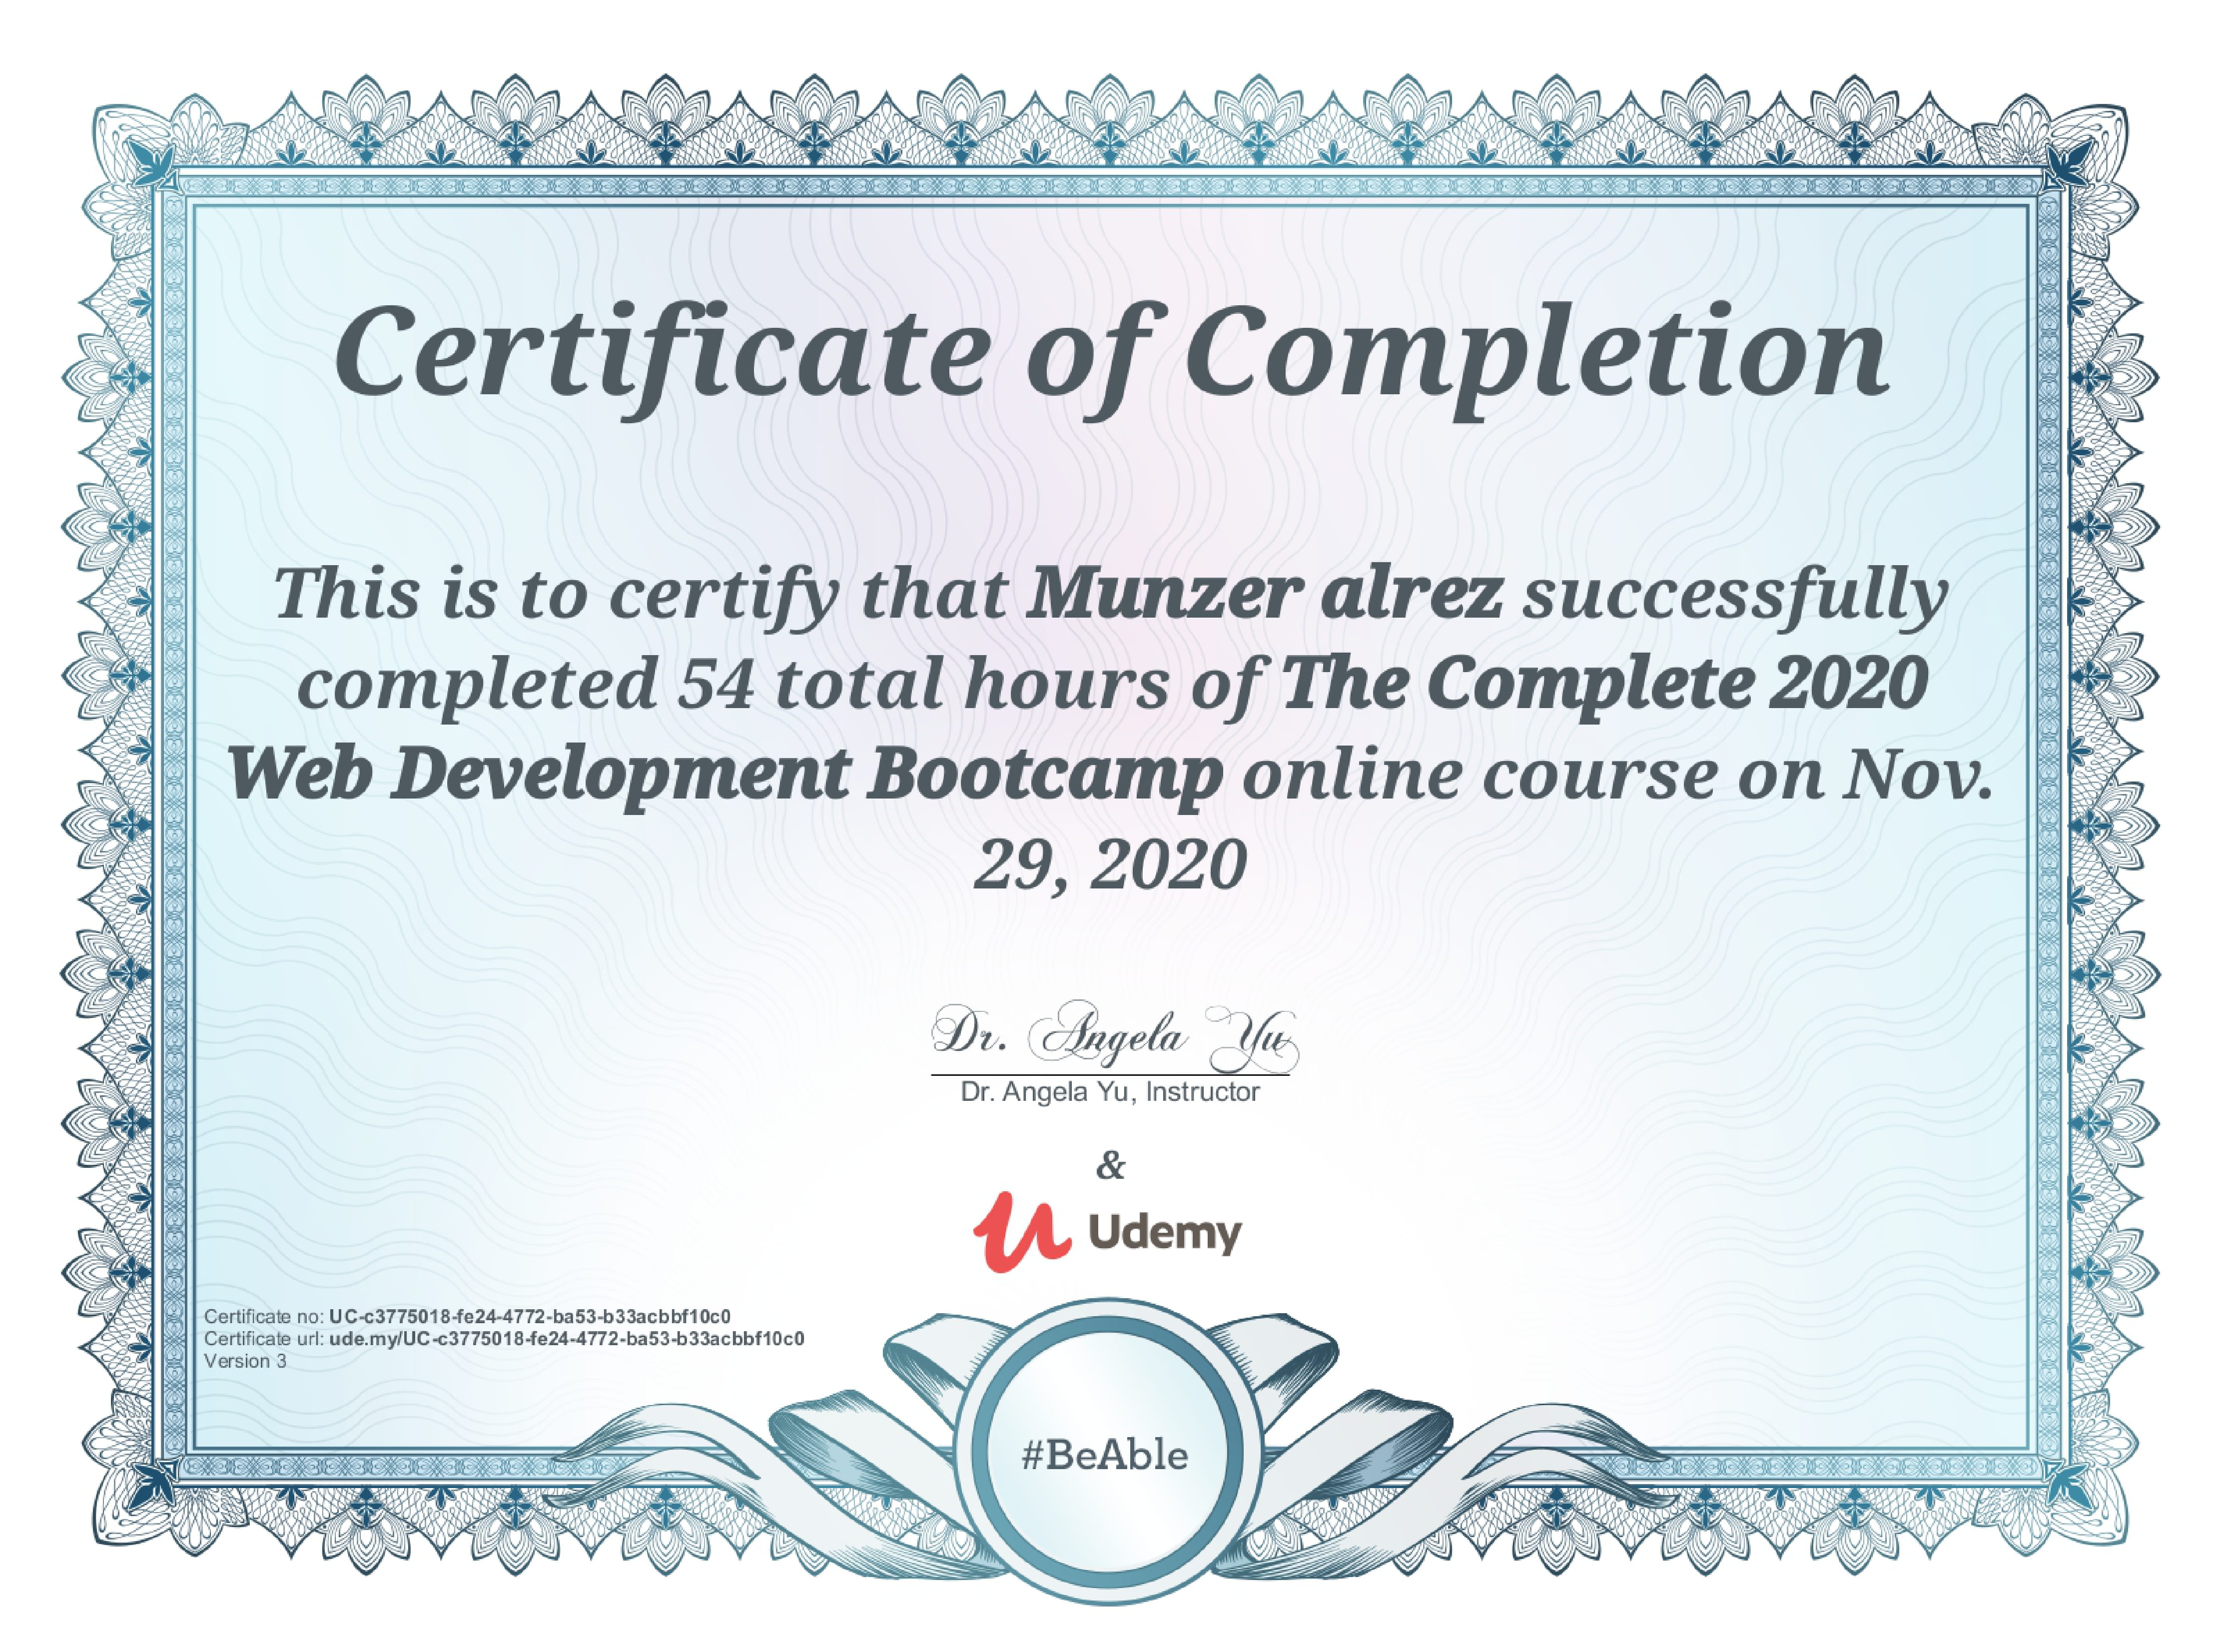 Certificate of Completion
This is to certify that Munzer alrez successfully
completed 54 total hours of The Complete 2020
Web Development Bootcamp online course on Nov.
29, 2020
Dr. Angela Yu
Dr. Angela Yu, Instructor
&
Udemy
Certificate no: UC-c3775018-fe24-4772-ba53-b33acbbf10c0
Certificate url: ude.my/UC-c3775018-fe24-4772-ba53-b33acbbf10c0
Version 3
#BeAble